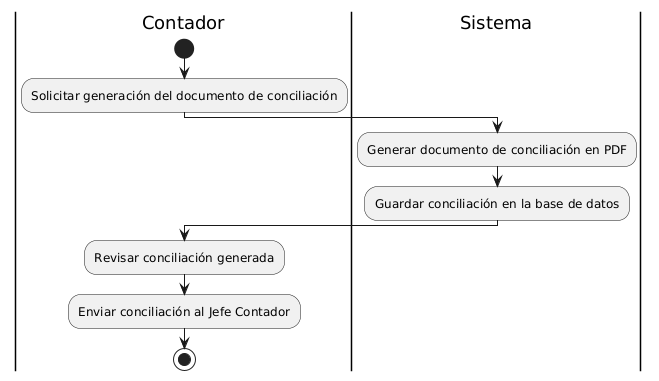 Contador
Sistema
Solicitar generación del documento de conciliación
Generar documento de conciliación en PDF
Guardar conciliación en la base de datos
Revisar conciliación generada
Enviar conciliación al Jefe Contador